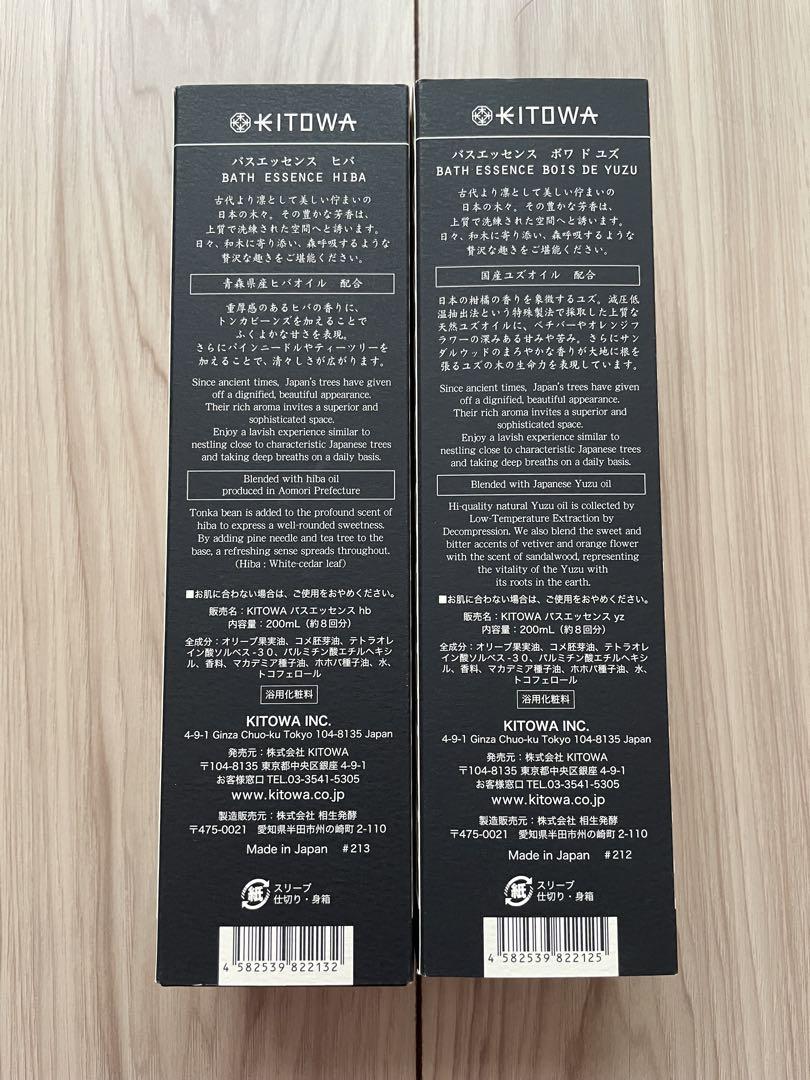 KITOWA
バスエッセンス ヒバ
BATH ESSENCE HIBA
古代より凛として美しい佇まいの
日本の木々。その豊かな芳香は、
上質で洗練された空間へと誘います。
日々、和木に寄り添い、森呼吸するような
贅沢な趣きをご堪能ください。
青森県産ヒバオイル 配合
重厚感のあるヒバの香りに、
トンカビーンズを加えることで
ふくよかな甘さを表現。
さらにパインニードルやティーツリーを
加えることで、清々しさが広がります。
Since ancient times, Japan's trees have given
off a dignified, beautiful appearance.
Their rich aroma invites a superior and
sophisticated space.
Enjoy a lavish experience similar to
nestling close to characteristic Japanese trees
and taking deep breaths on a daily basis.
Blended with hiba oil
produced in Aomori Prefecture
Tonka bean is added to the profound scent of
hiba to express a well-rounded sweetness.
By adding pine needle and tea tree to the
base, a refreshing sense spreads throughout.
(Hiba : White-cedar leaf)
■お肌に合わない場合は、ご使用をおやめください。
販売名：KITOWA バスエッセンス hb
内容量：200mL（約８回分）
全成分：オリーブ果実油、コメ胚芽油、テトラオレ
イン酸ソルベス-３０、パルミチン酸エチルヘキシ
ル、香料、マカデミア種子油、ホホバ種子油、水、
トコフェロール
浴用化粧料
KITOWA INC.
4-9-1 Ginza Chuo-ku Tokyo 104-8135 Japan
発売元：株式会社 KITOWA
〒104-8135 東京都中央区銀座 4-9-1
お客様窓口 TEL.03-3541-5305
www.kitowa.co.jp
製造販売元：株式会社 相生発酵
〒475-0021 愛知県半田市州の崎町 2-110
Made in Japan #213
紙
スリーブ
仕切り・身箱
4 582539 822132
KITOWA
バスエッセンス ボワ ド ユズ
BATH ESSENCE BOIS DE YUZU
古代より凛として美しい佇まいの
日本の木々。その豊かな芳香は、
上質で洗練された空間へと誘います。
日々、和木に寄り添い、森呼吸するような
贅沢な趣きをご堪能ください。
国産ユズオイル 配合
日本の柑橘の香りを象徴するユズ。減圧低
温抽出法という特殊製法で採取した上質な
天然ユズオイルに、ベチバーやオレンジフ
ラワーの深みある甘みや苦み。さらにサン
ダルウッドのまろやかな香りが大地に根を
張るユズの木の生命力を表現しています。
Since ancient times, Japan's trees have given
off a dignified, beautiful appearance.
Their rich aroma invites a superior and
sophisticated space.
Enjoy a lavish experience similar to
nestling close to characteristic Japanese trees
and taking deep breaths on a daily basis.
Blended with Japanese Yuzu oil
Hi-quality natural Yuzu oil is collected by
Low-Temperature Extraction by
Decompression. We also blend the sweet and
bitter accents of vetiver and orange flower
with the scent of sandalwood, representing
the vitality of the Yuzu with
its roots in the earth.
■お肌に合わない場合は、ご使用をおやめください。
販売名：KITOWA バスエッセンス yz
内容量：200mL（約８回分）
全成分：オリーブ果実油、コメ胚芽油、テトラオレ
イン酸ソルベス-３０、パルミチン酸エチルヘキシ
ル、香料、マカデミア種子油、ホホバ種子油、水、
トコフェロール
浴用化粧料
KITOWA INC.
4-9-1 Ginza Chuo-ku Tokyo 104-8135 Japan
発売元：株式会社 KITOWA
〒104-8135 東京都中央区銀座 4-9-1
お客様窓口 TEL.03-3541-5305
www.kitowa.co.jp
製造販売元：株式会社 相生発酵
〒475-0021 愛知県半田市州の崎町 2-110
Made in Japan #212
紙
スリーブ
仕切り・身箱
4 582539 822125